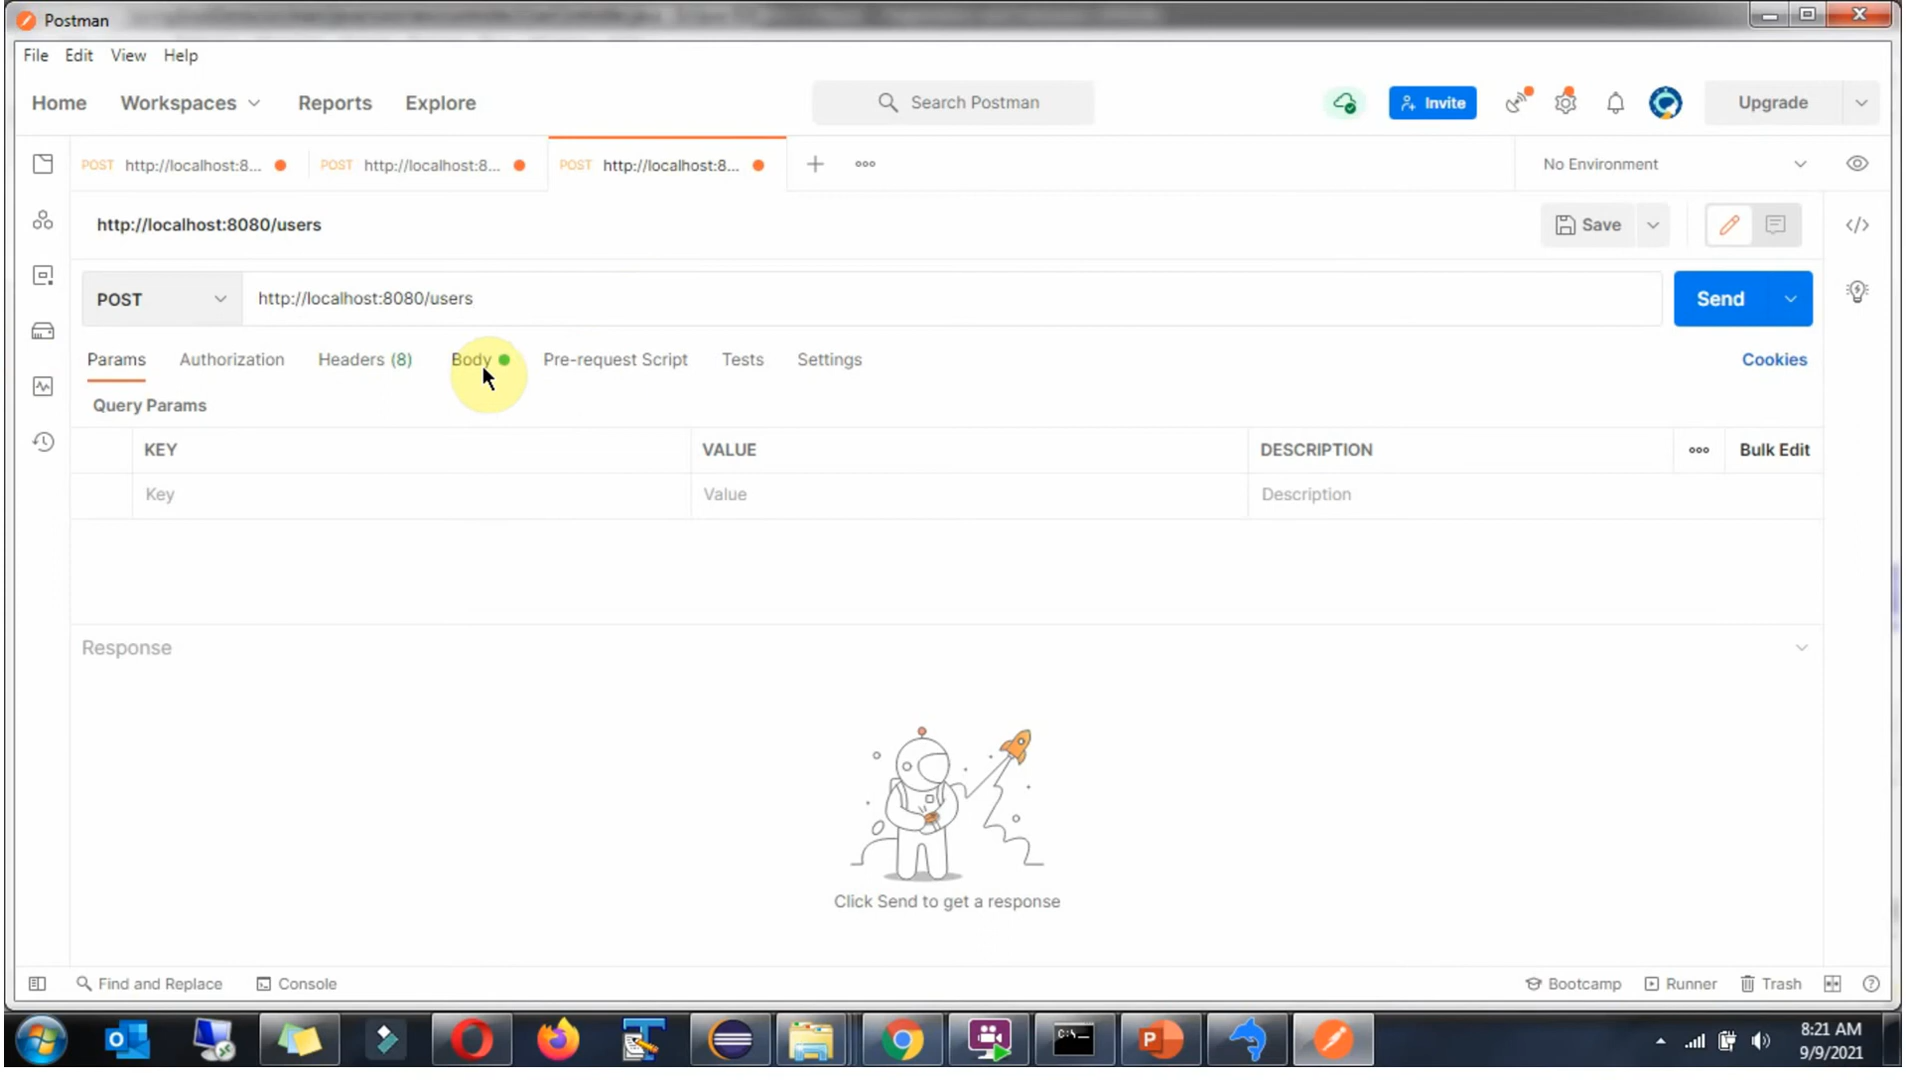 Postman
File Edit View Help
Home Workspaces Reports Explore Search Postman Invite Upgrade
POST http://localhost:8... POST http://localhost:8... POST http://localhost:8... No Environment
http://localhost:8080/users Save
POST http://localhost:8080/users Send
Params Authorization Headers (8) Body Pre-request Script Tests Settings Cookies
Query Params
KEY VALUE DESCRIPTION Bulk Edit
Key Value Description
Response
Click Send to get a response
Find and Replace Console Bootcamp Runner Trash
8:21 AM
9/9/2021